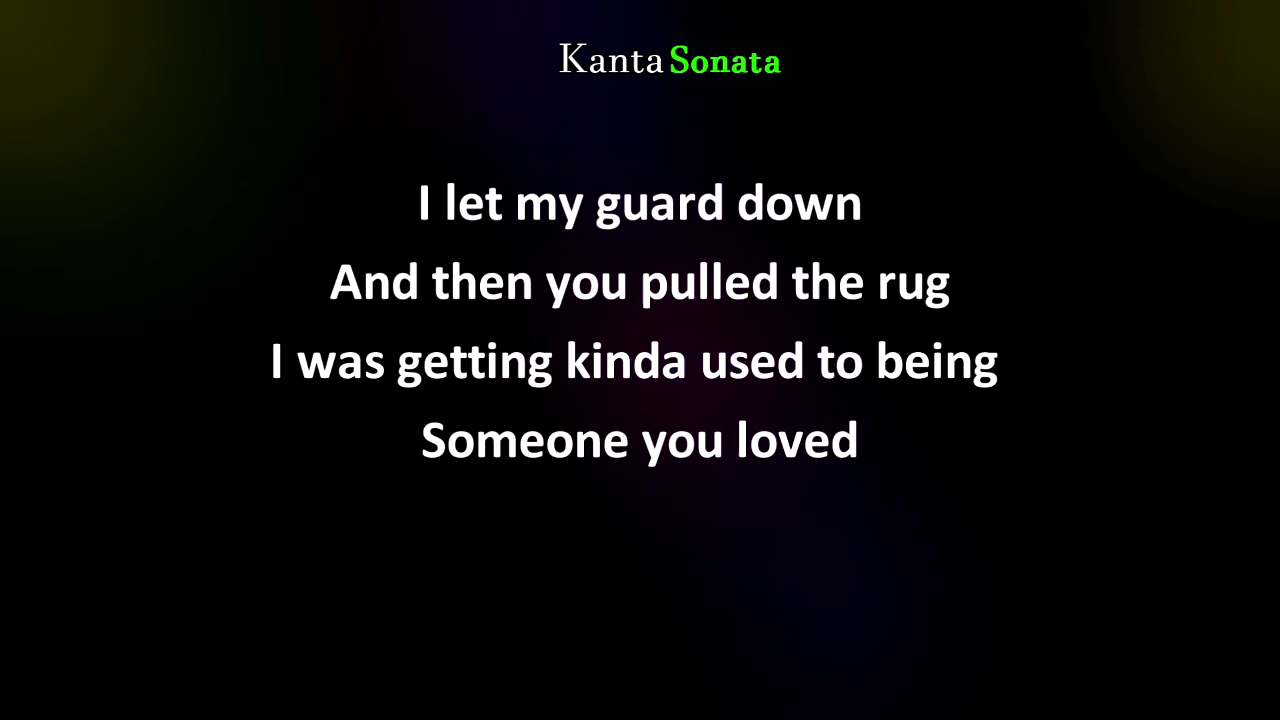 Kanta Sonata
I let my guard down
And then you pulled the rug
I was getting kinda used to being
Someone you loved